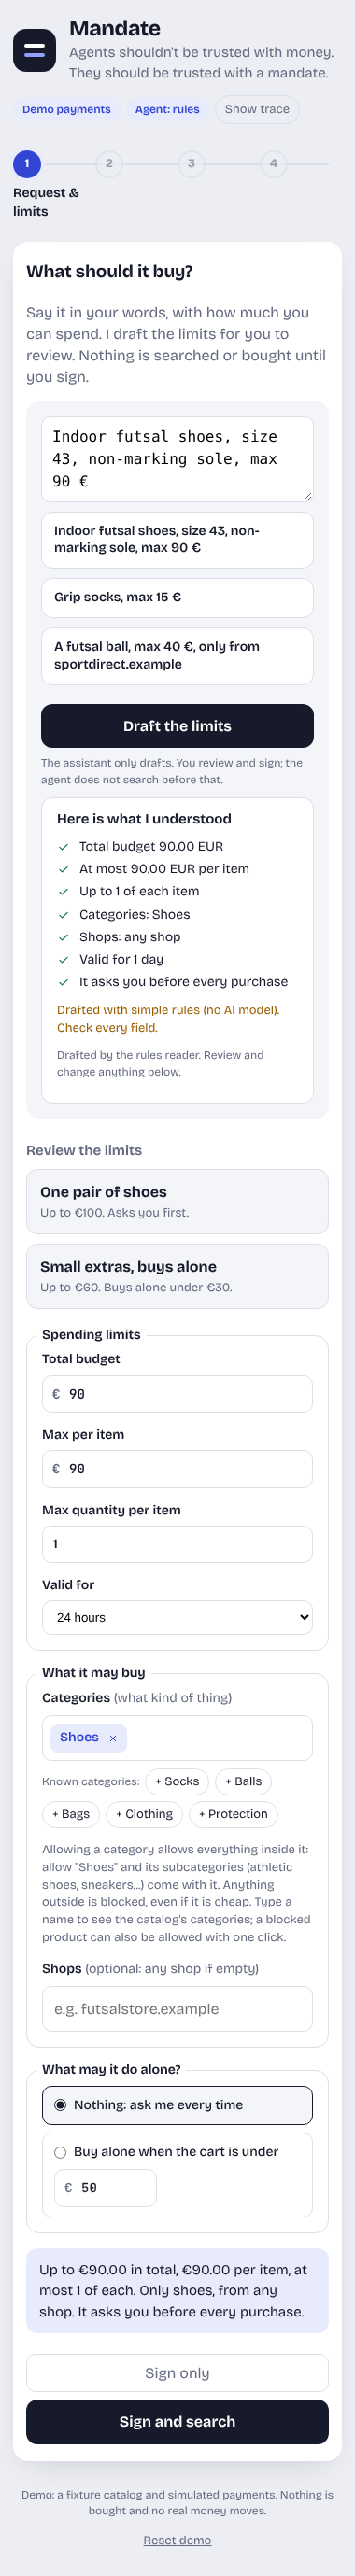 Mandate
Agents shouldn't be trusted with money.
They should be trusted with a mandate.
Demo payments
Agent: rules
Show trace
1
2
3
4
Request &
limits
What should it buy?
Say it in your words, with how much you
can spend. I draft the limits for you to
review. Nothing is searched or bought until
you sign.
Indoor futsal shoes, size
43, non-marking sole, max
90 €
Indoor futsal shoes, size 43, non-
marking sole, max 90 €
Grip socks, max 15 €
A futsal ball, max 40 €, only from
sportdirect.example
Draft the limits
The assistant only drafts. You review and sign; the
agent does not search before that.
Here is what I understood
✓ Total budget 90.00 EUR
✓ At most 90.00 EUR per item
✓ Up to 1 of each item
✓ Categories: Shoes
✓ Shops: any shop
✓ Valid for 1 day
✓ It asks you before every purchase
Drafted with simple rules (no AI model).
Check every field.
Drafted by the rules reader. Review and
change anything below.
Review the limits
One pair of shoes
Up to €100. Asks you first.
Small extras, buys alone
Up to €60. Buys alone under €30.
Spending limits
Total budget
€ 90
Max per item
€ 90
Max quantity per item
1
Valid for
24 hours
What it may buy
Categories (what kind of thing)
Shoes ×
Known categories: + Socks + Balls
+ Bags + Clothing + Protection
Allowing a category allows everything inside it:
allow "Shoes" and its subcategories (athletic
shoes, sneakers...) come with it. Anything
outside is blocked, even if it is cheap. Type a
name to see the catalog's categories; a blocked
product can also be allowed with one click.
Shops (optional: any shop if empty)
e.g. futsalstore.example
What may it do alone?
Nothing: ask me every time
Buy alone when the cart is under
€ 50
Up to €90.00 in total, €90.00 per item, at
most 1 of each. Only shoes, from any
shop. It asks you before every purchase.
Sign only
Sign and search
Demo: a fixture catalog and simulated payments. Nothing is
bought and no real money moves.
Reset demo